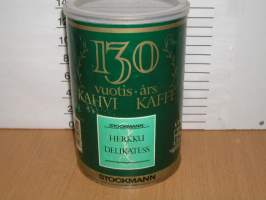 130
vuotis · års
KAHVI KAFFE
STOCKMANN
HERKKU
DELIKATESS
STOCKMANN